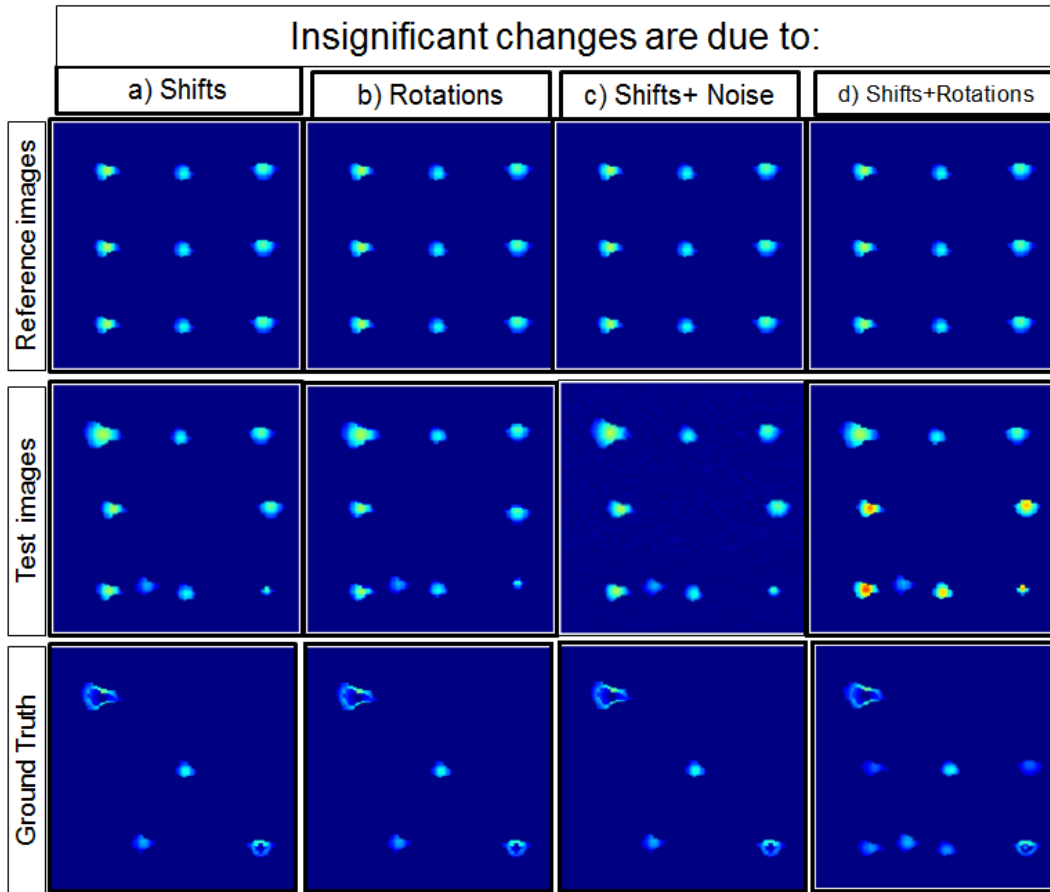 Insignificant changes are due to:
a) Shifts
b) Rotations
c) Shifts+ Noise
d) Shifts+Rotations
Reference images
Test images
Ground Truth